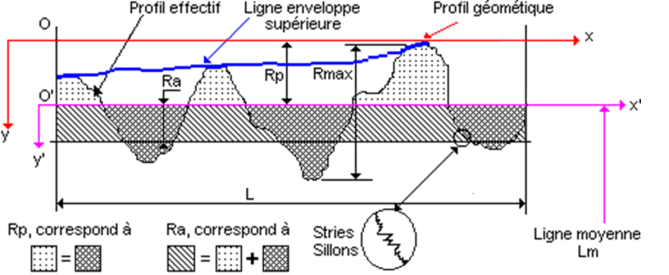 Profil effectif
Ligne enveloppe
supérieure
Profil géométique
O
x
Ra
Rp
Rmax
O'
x'
y
y'
L
Rp, correspond à
Ra, correspond à
Stries
Sillons
Ligne moyenne
Lm
=
= +